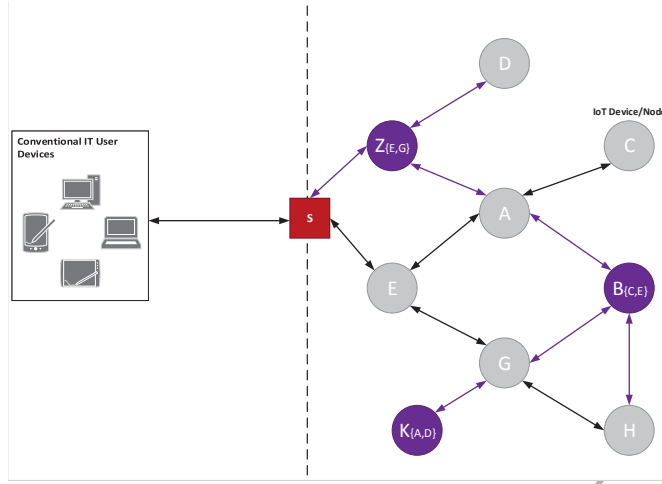 D
IoT Device/Node
Z{E,G}
C
Conventional IT User
Devices
S
A
E
B{C,E}
G
K{A,D}
H